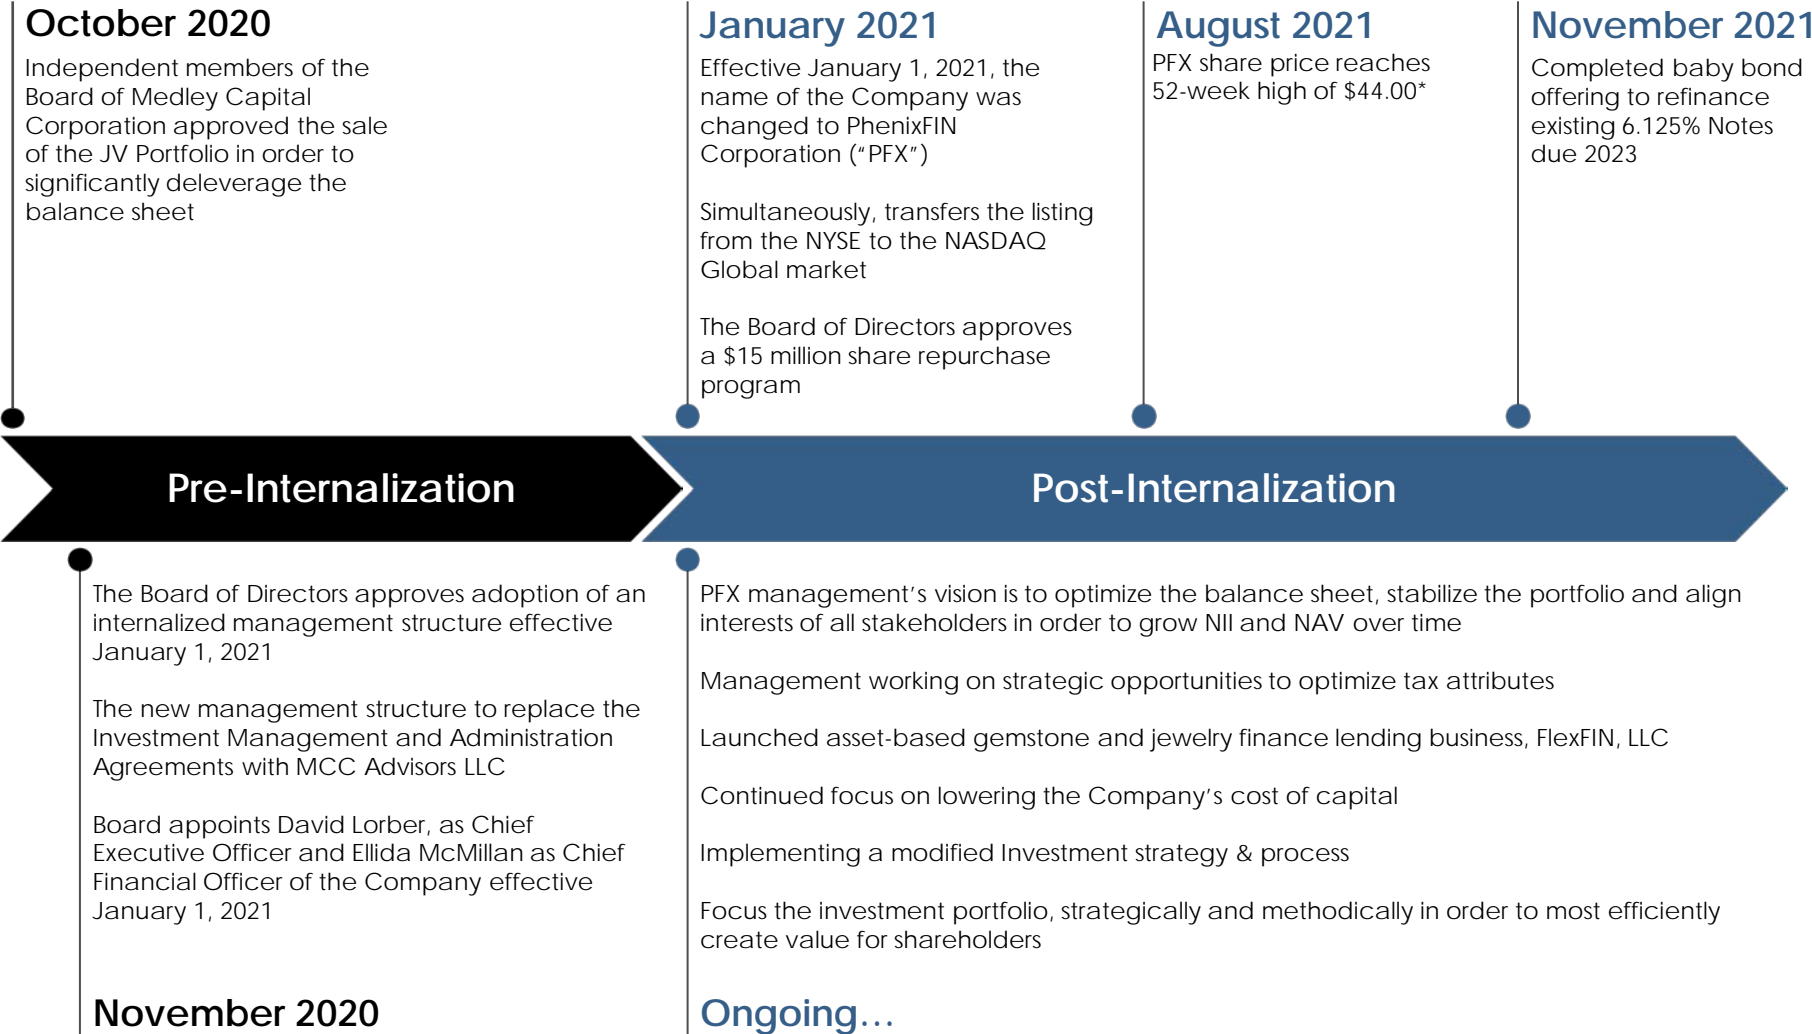 October 2020
Independent members of the
Board of Medley Capital
Corporation approved the sale
of the JV Portfolio in order to
significantly deleverage the
balance sheet
January 2021
Effective January 1, 2021, the
name of the Company was
changed to PhenixFIN
Corporation (“PFX”)
Simultaneously, transfers the listing
from the NYSE to the NASDAQ
Global market
The Board of Directors approves
a $15 million share repurchase
program
August 2021
PFX share price reaches
52-week high of $44.00*
November 2021
Completed baby bond
offering to refinance
existing 6.125% Notes
due 2023
Pre-Internalization
Post-Internalization
The Board of Directors approves adoption of an
internalized management structure effective
January 1, 2021
The new management structure to replace the
Investment Management and Administration
Agreements with MCC Advisors LLC
Board appoints David Lorber, as Chief
Executive Officer and Ellida McMillan as Chief
Financial Officer of the Company effective
January 1, 2021
November 2020
PFX management’s vision is to optimize the balance sheet, stabilize the portfolio and align
interests of all stakeholders in order to grow NII and NAV over time
Management working on strategic opportunities to optimize tax attributes
Launched asset-based gemstone and jewelry finance lending business, FlexFIN, LLC
Continued focus on lowering the Company’s cost of capital
Implementing a modified Investment strategy & process
Focus the investment portfolio, strategically and methodically in order to most efficiently
create value for shareholders
Ongoing…